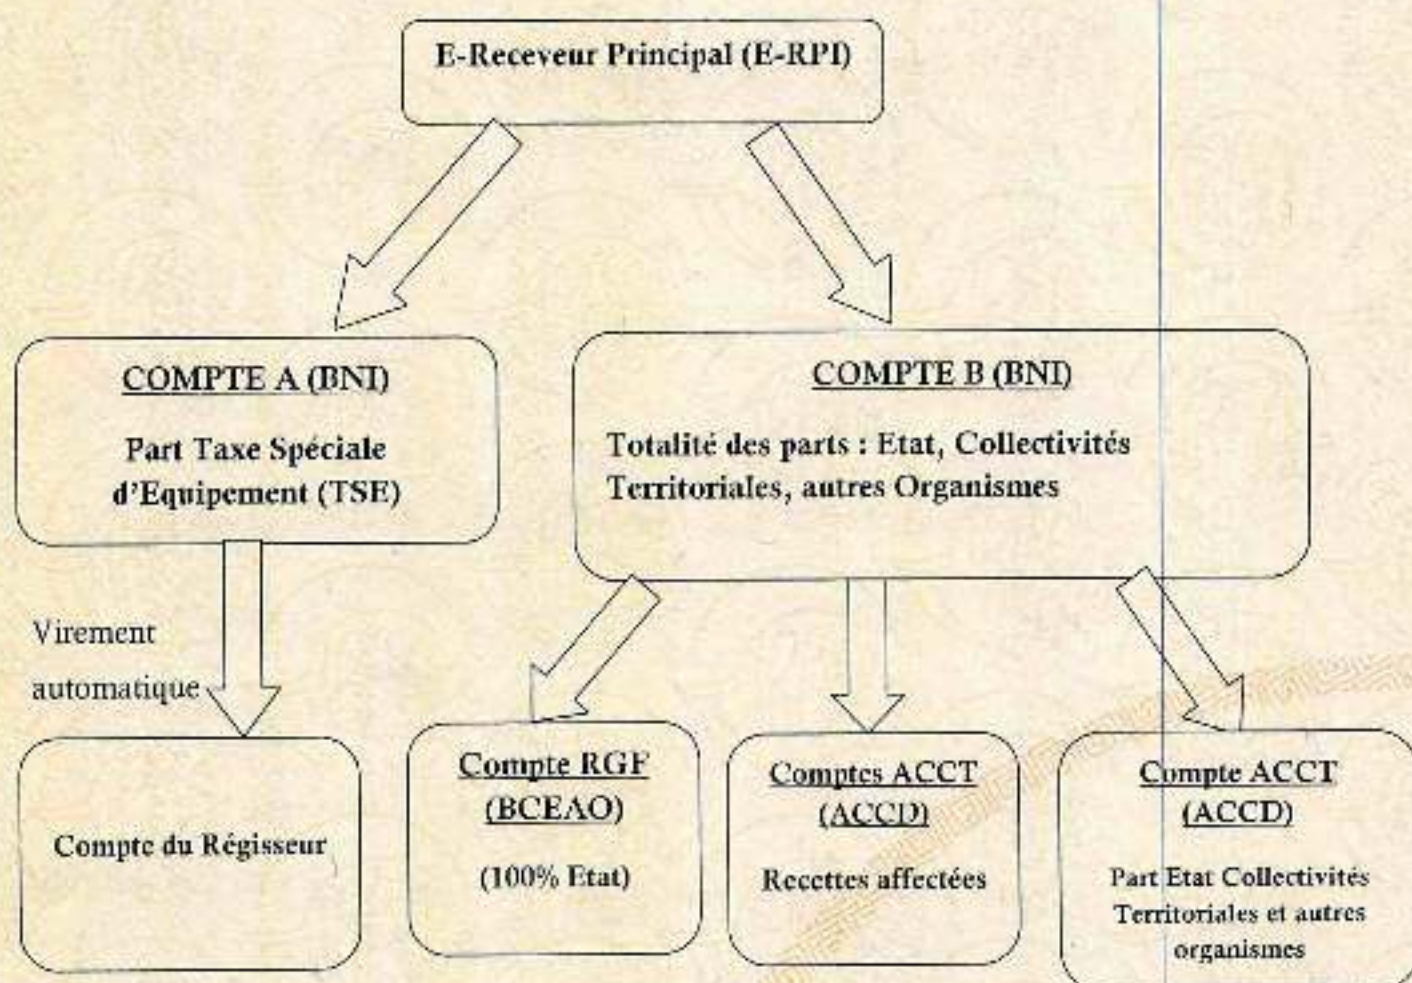 E-Receveur Principal (E-RPI)
COMPTE A (BNI)
Part Taxe Spéciale
d'Equipement (TSE)
COMPTE B (BNI)
Totalité des parts : Etat, Collectivités
Territoriales, autres Organismes
Virement
automatique
Compte du Régisseur
Compte RGF
(BCEAO)
(100% Etat)
Comptes ACCT
(ACCD)
Recettes affectées
Compte ACCT
(ACCD)
Part Etat Collectivités
Territoriales et autres
organismes